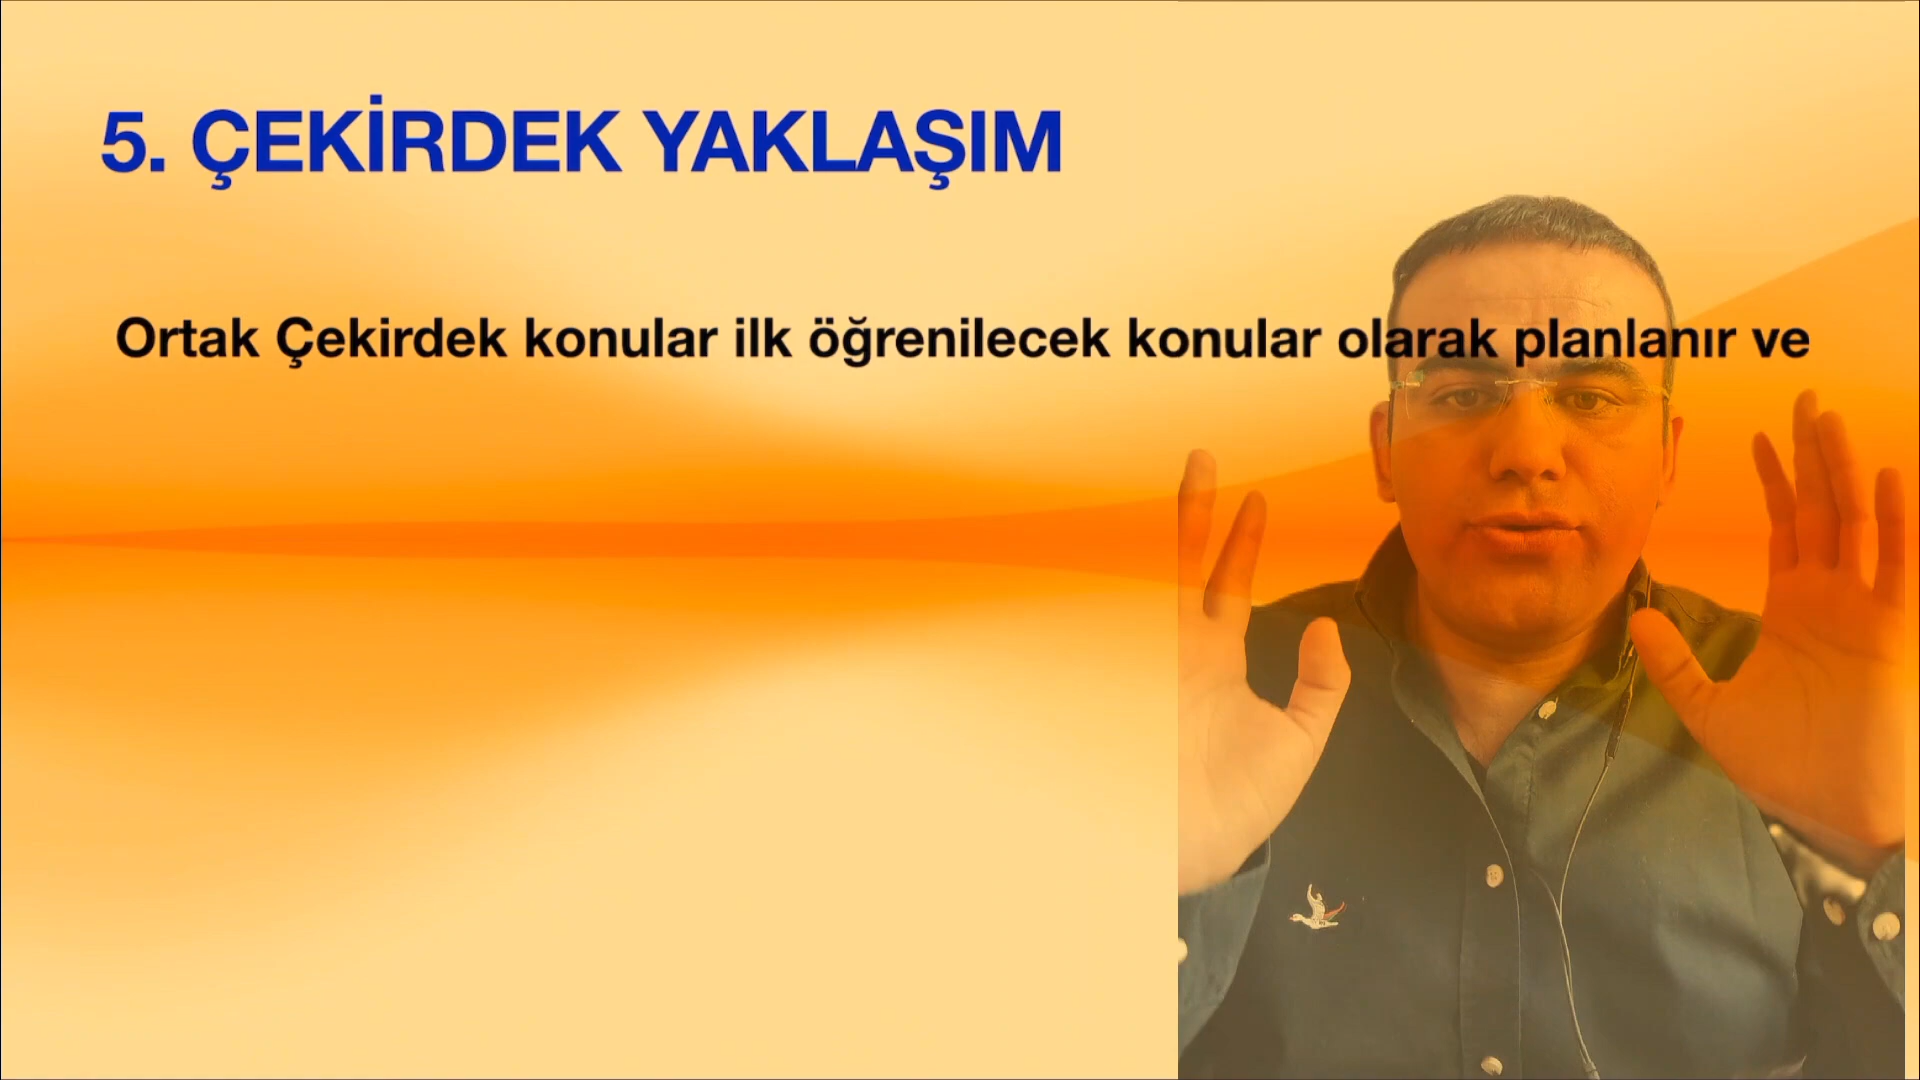 5. ÇEKİRDEK YAKLAŞIM
Ortak Çekirdek konular ilk öğrenilecek konular olarak planlanır ve